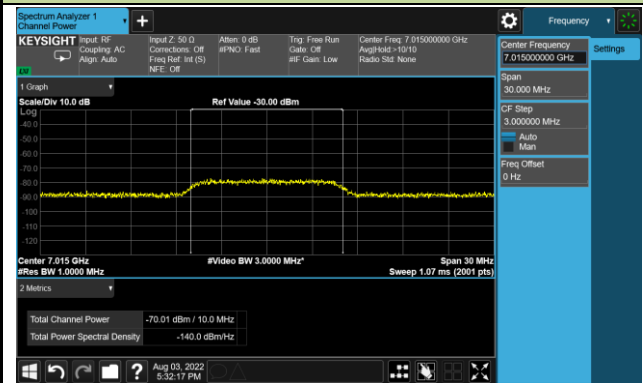 Spectrum Analyzer 1
Channel Power
Frequency
KEYSIGHT
Input: RF
Coupling: AC
Align: Auto
Input Z: 50 Ω
Corrections: Off
Freq Ref: Int (S)
NFE: Off
Atten: 0 dB
#PNO: Fast
Trig: Free Run
Gate: Off
#IF Gain: Low
Center Freq: 7.015000000 GHz
Avg|Hold:>10/10
Radio Std: None
1 Graph
Scale/Div 10.0 dB
Ref Value -30.00 dBm
Log
-40.0
-50.0
-60.0
-70.0
-80.0
-90.0
-100
-110
-120
Center 7.015 GHz
#Video BW 3.0000 MHz*
Span 30 MHz
#Res BW 1.0000 MHz
Sweep 1.07 ms (2001 pts)
2 Metrics
Total Channel Power
-70.01 dBm / 10.0 MHz
Total Power Spectral Density
-140.0 dBm/Hz
?
Aug 03, 2022
5:32:17 PM
Center Frequency
7.015000000 GHz
Settings
Span
30.000 MHz
CF Step
3.000000 MHz
Auto
Man
Freq Offset
0 Hz